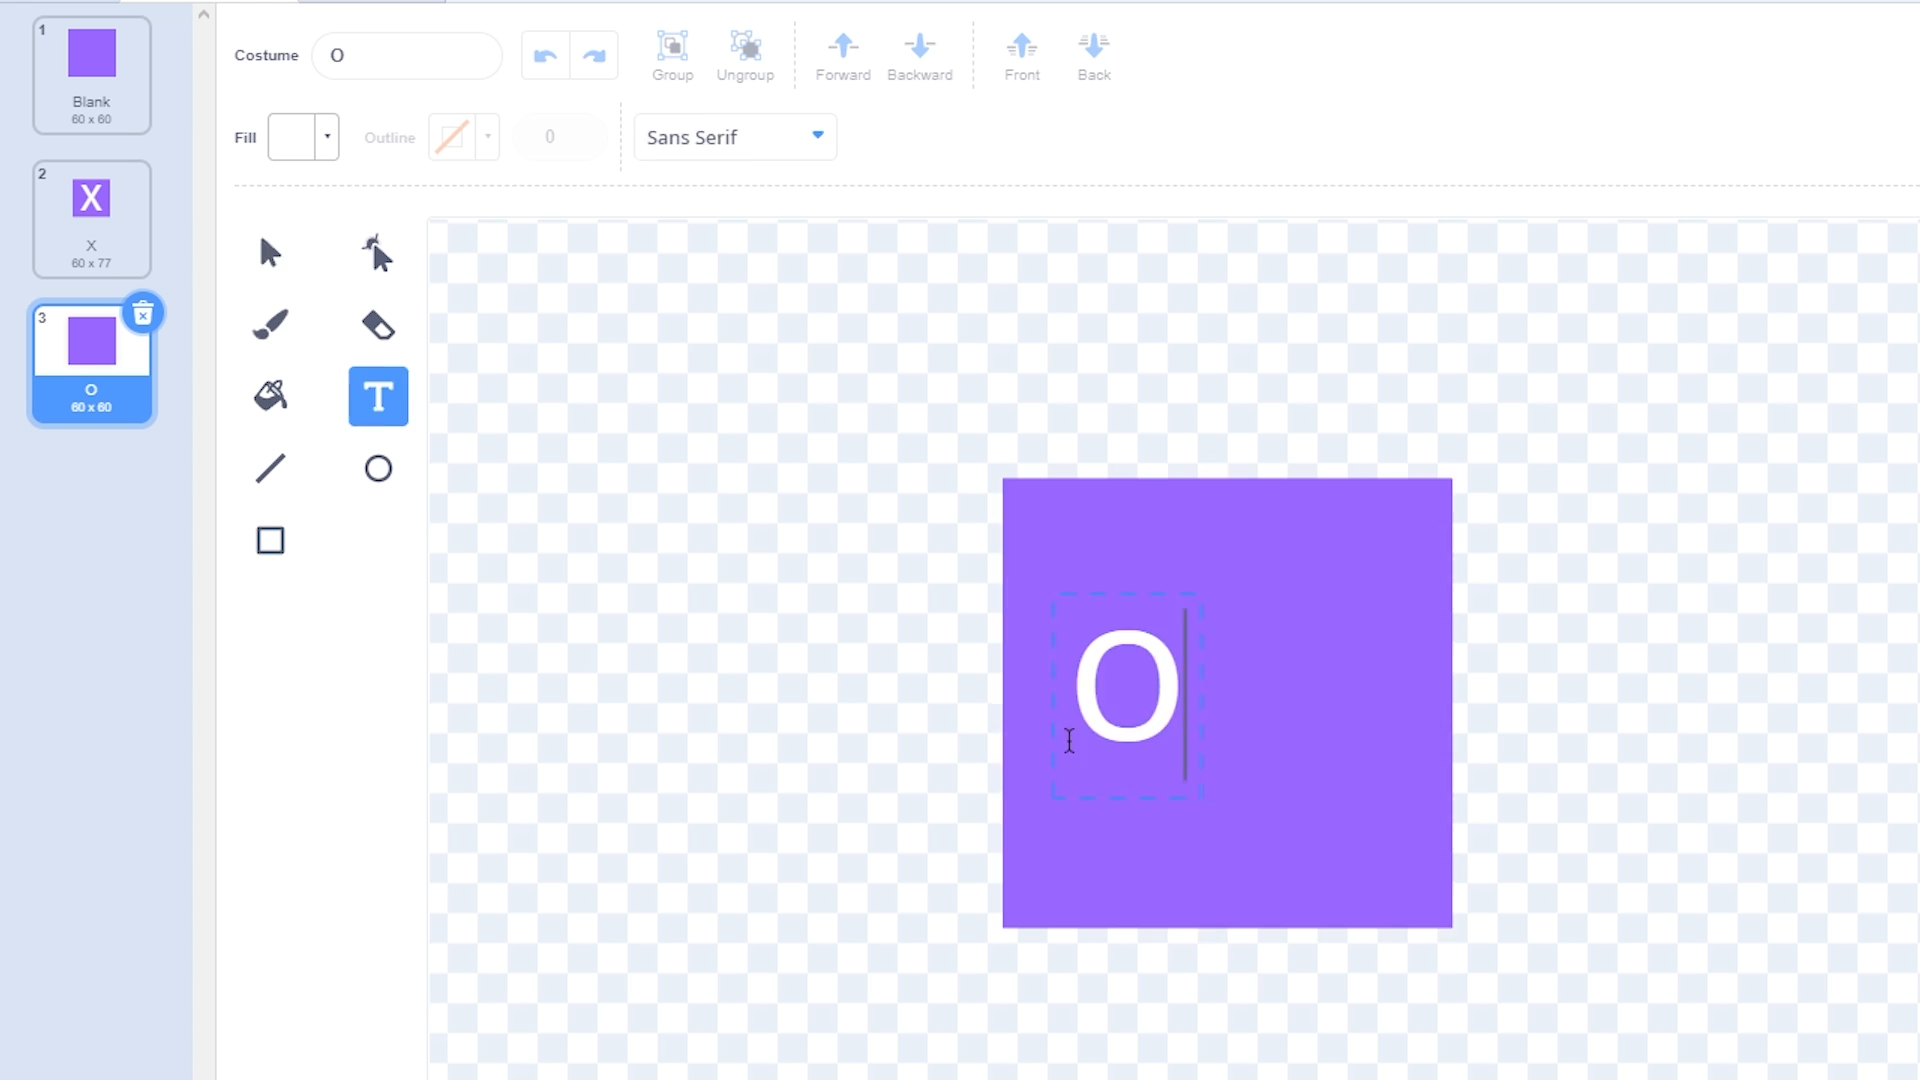 1
Blank
60 x 60
2
X
X
60 x 77
3
O
60 x 60
Costume
O
Group
Ungroup
Forward
Backward
Front
Back
Fill
Outline
0
Sans Serif
T
O